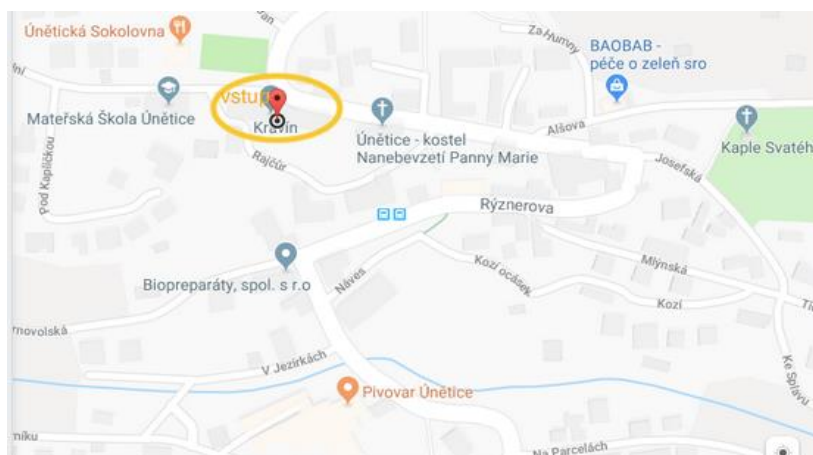 Únětická Sokolovna
Za Humny
BAOBAB -
péče o zeleň sro
Mateřská Škola Únětice
vstup
Kravín
Únětice - kostel
Nanebevzetí Panny Marie
Alšova
Kaple Svatéh
Josefská
Rajčůr
Pod Kapličkou
Rýznerova
Mlýnská
Kozí ocásek
Kozí
Biopreparáty, spol. s r.o
Náves
rnovolská
V Jezírkách
Ke Splavu
Pivovar Únětice
Na Parcelách